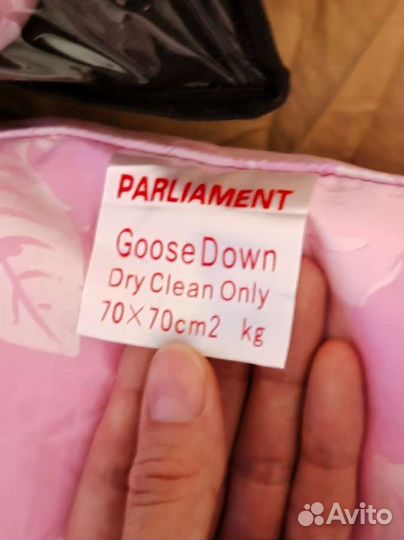 PARLIAMENT
Goose Down
Dry Clean Only
70×70cm2 kg
Avito